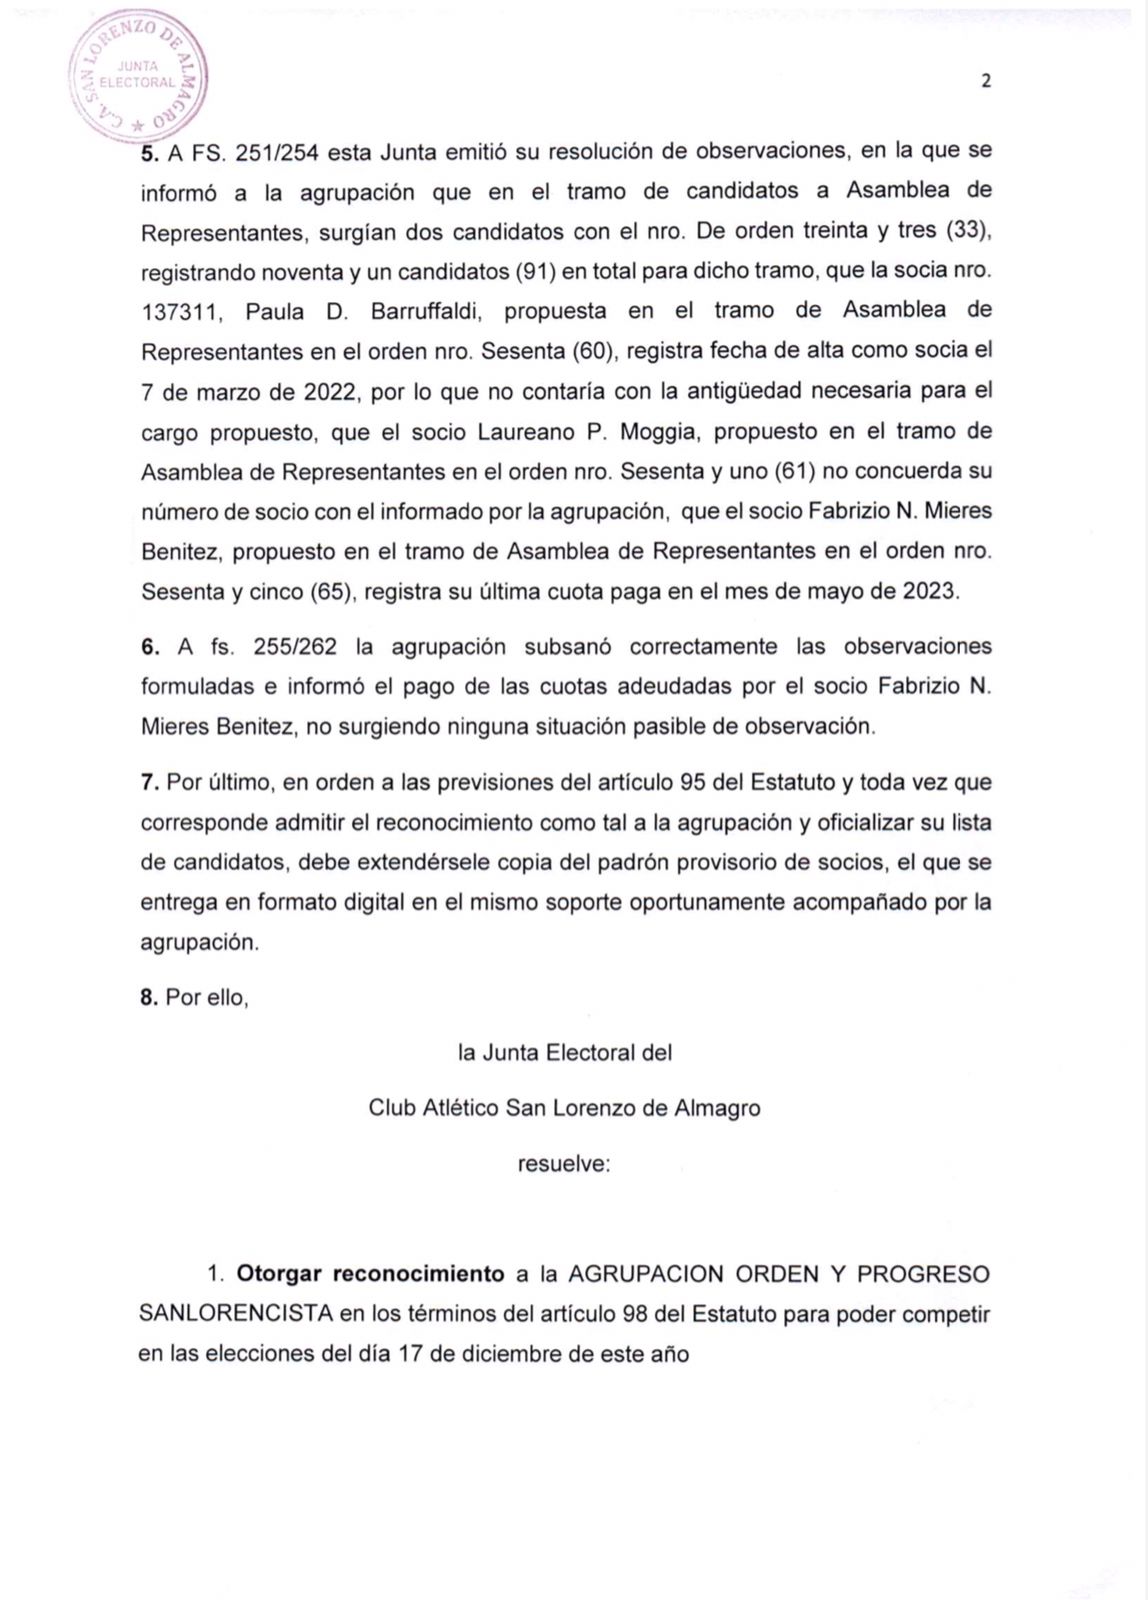 C.A. SAN LORENZO DE ALMAGRO
JUNTA
ELECTORAL
2
5. A FS. 251/254 esta Junta emitió su resolución de observaciones, en la que se
informó a la agrupación que en el tramo de candidatos a Asamblea de
Representantes, surgían dos candidatos con el nro. De orden treinta y tres (33),
registrando noventa y un candidatos (91) en total para dicho tramo, que la socia nro.
137311, Paula D. Barruffaldi, propuesta en el tramo de Asamblea de
Representantes en el orden nro. Sesenta (60), registra fecha de alta como socia el
7 de marzo de 2022, por lo que no contaría con la antigüedad necesaria para el
cargo propuesto, que el socio Laureano P. Moggia, propuesto en el tramo de
Asamblea de Representantes en el orden nro. Sesenta y uno (61) no concuerda su
número de socio con el informado por la agrupación, que el socio Fabrizio N. Mieres
Benitez, propuesto en el tramo de Asamblea de Representantes en el orden nro.
Sesenta y cinco (65), registra su última cuota paga en el mes de mayo de 2023.
6. A fs. 255/262 la agrupación subsanó correctamente las observaciones
formuladas e informó el pago de las cuotas adeudadas por el socio Fabrizio N.
Mieres Benitez, no surgiendo ninguna situación pasible de observación.
7. Por último, en orden a las previsiones del artículo 95 del Estatuto y toda vez que
corresponde admitir el reconocimiento como tal a la agrupación y oficializar su lista
de candidatos, debe extendérsele copia del padrón provisorio de socios, el que se
entrega en formato digital en el mismo soporte oportunamente acompañado por la
agrupación.
8. Por ello,
la Junta Electoral del
Club Atlético San Lorenzo de Almagro
resuelve:
1. Otorgar reconocimiento a la AGRUPACION ORDEN Y PROGRESO
SANLORENCISTA en los términos del artículo 98 del Estatuto para poder competir
en las elecciones del día 17 de diciembre de este año